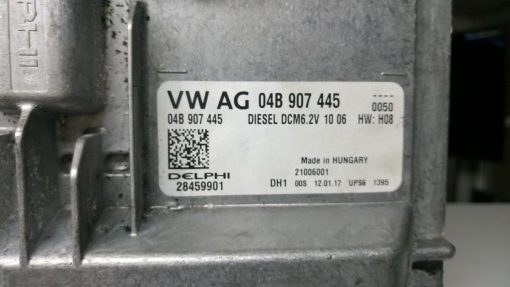 DELPHI
VW AG 04B 907 445
----
0050
04B 907 445 DIESEL DCM6.2V 10 06 HW: H08
Made in HUNGARY
DELPHI 21006001
28459901 DH1 00S 12.01.17 UPS6 1395